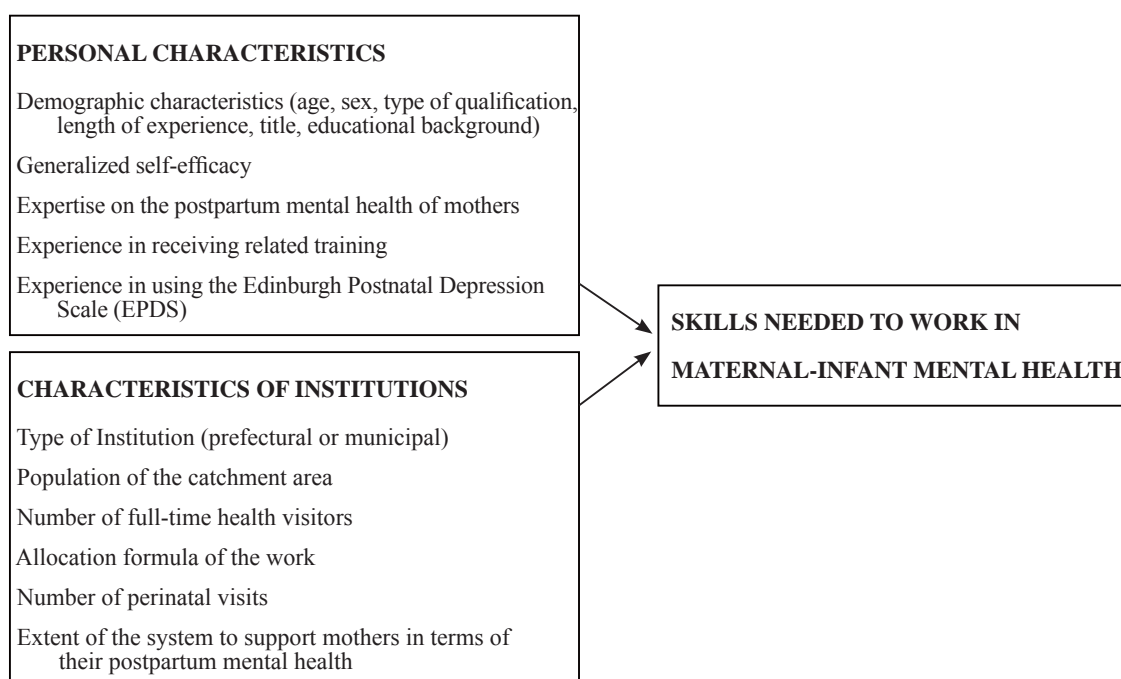 PERSONAL CHARACTERISTICS
Demographic characteristics (age, sex, type of qualification,
length of experience, title, educational background)
Generalized self-efficacy
Expertise on the postpartum mental health of mothers
Experience in receiving related training
Experience in using the Edinburgh Postnatal Depression
Scale (EPDS)
CHARACTERISTICS OF INSTITUTIONS
Type of Institution (prefectural or municipal)
Population of the catchment area
Number of full-time health visitors
Allocation formula of the work
Number of perinatal visits
Extent of the system to support mothers in terms of
their postpartum mental health
SKILLS NEEDED TO WORK IN
MATERNAL-INFANT MENTAL HEALTH